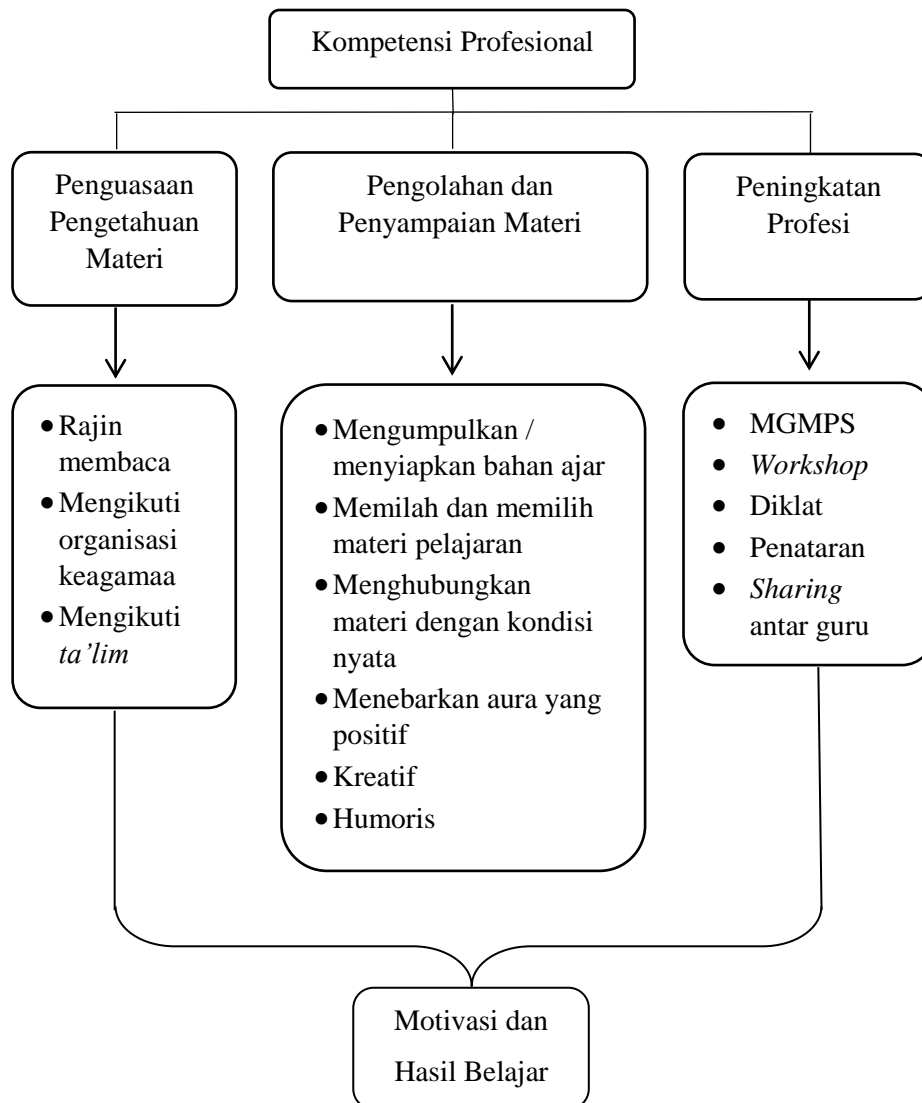 Kompetensi Profesional
Penguasaan
Pengetahuan
Materi
Pengolahan dan
Penyampaian Materi
Peningkatan
Profesi
• Rajin
membaca
• Mengikuti
organisasi
keagamaa
• Mengikuti
ta’lim
• Mengumpulkan /
menyiapkan bahan ajar
• Memilah dan memilih
materi pelajaran
• Menghubungkan
materi dengan kondisi
nyata
• Menebarkan aura yang
positif
• Kreatif
• Humoris
• MGMPS
• Workshop
• Diklat
• Penataran
• Sharing
antar guru
Motivasi dan
Hasil Belajar